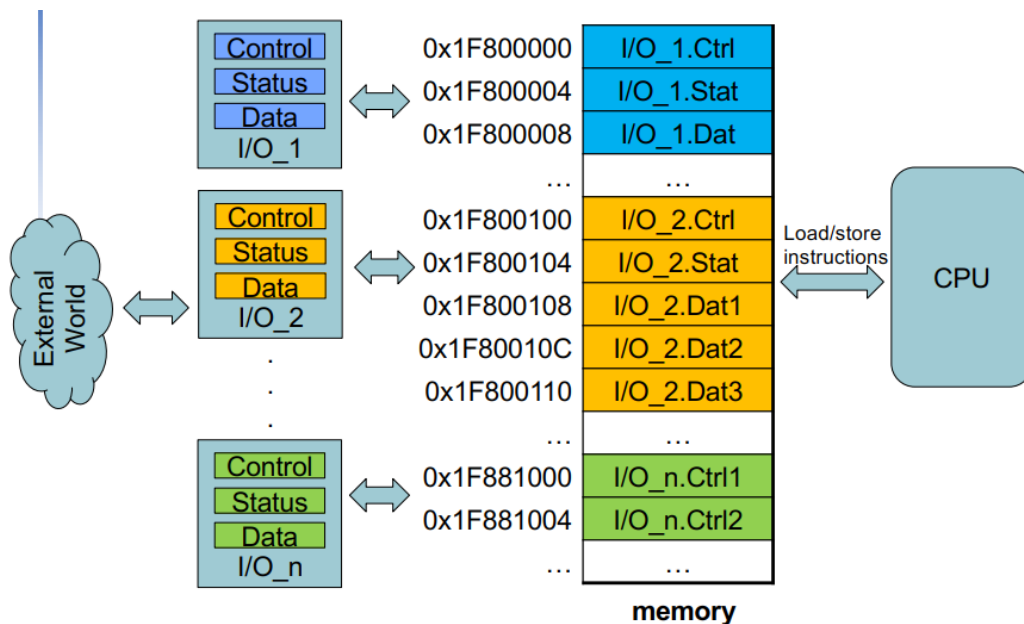 Control
Status
Data
I/O_1
0x1F800000
I/O_1.Ctrl
0x1F800004
I/O_1.Stat
0x1F800008
I/O_1.Dat
...
...
Control
Status
Data
I/O_2
0x1F800100
I/O_2.Ctrl
0x1F800104
I/O_2.Stat
0x1F800108
I/O_2.Dat1
0x1F80010C
I/O_2.Dat2
0x1F800110
I/O_2.Dat3
...
...
External
World
Load/store
instructions
CPU
.
.
.
Control
Status
Data
I/O_n
0x1F881000
I/O_n.Ctrl1
0x1F881004
I/O_n.Ctrl2
...
...
memory